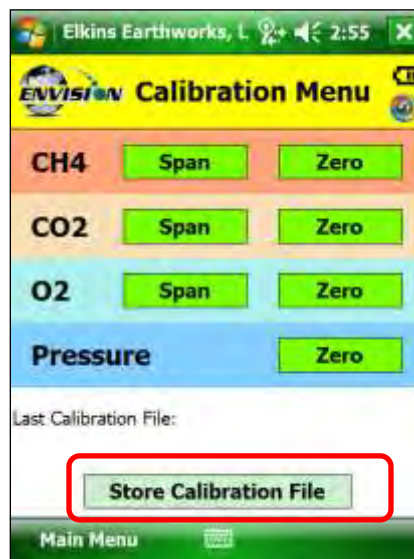 Elkins Earthworks, L 2:55
ENVISION Calibration Menu
CH4 Span Zero
CO2 Span Zero
O2 Span Zero
Pressure Zero
Last Calibration File:
Store Calibration File
Main Menu